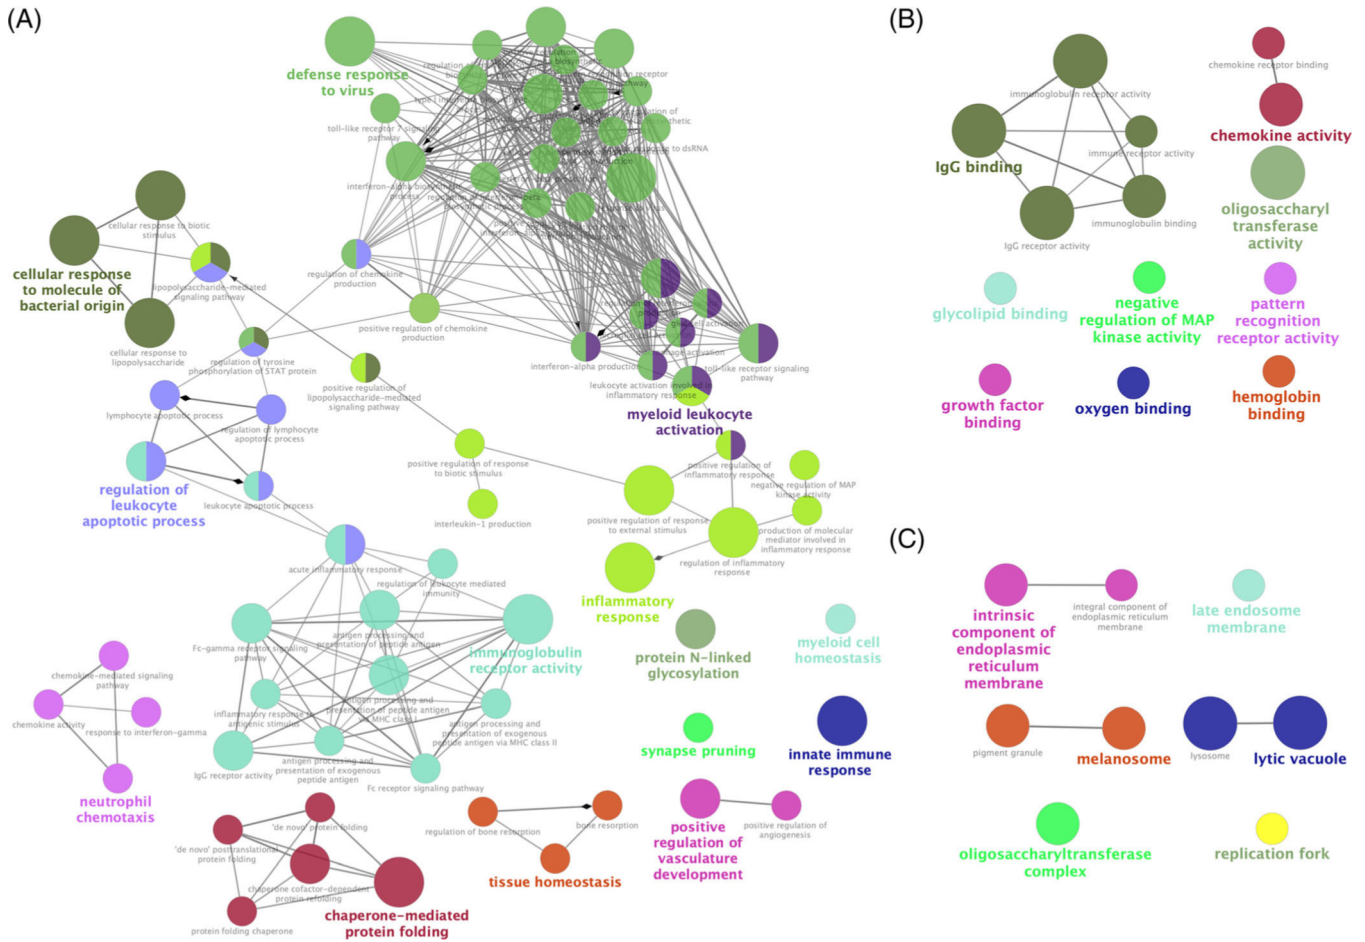 (A)
defense response
to virus
toll-like receptor 7 signaling
pathway
interferon-alpha biosynthetic
process
response to dsRNA
cellular response to biotic
stimulus
cellular response
to molecule of
bacterial origin
lipopolysaccharide-mediated
signaling pathway
cellular response to
lipopolysaccharide
regulation of chemokine
production
positive regulation of chemokine
production
regulation of tyrosine
phosphorylation of STAT protein
positive regulation of
lipopolysaccharide-mediated
signaling pathway
interferon-alpha production
toll-like receptor signaling
pathway
leukocyte activation involved in
inflammatory response
myeloid leukocyte
activation
lymphocyte apoptotic process
regulation of lymphocyte
apoptotic process
regulation of
leukocyte
apoptotic process
leukocyte apoptotic process
positive regulation of response
to biotic stimulus
interleukin-1 production
positive regulation of
inflammatory response
negative regulation of MAP
kinase activity
positive regulation of response
to external stimulus
production of molecular
mediator involved in
inflammatory response
regulation of inflammatory
response
inflammatory
response
acute inflammatory response
regulation of leukocyte mediated
immunity
Fc-gamma receptor signaling
pathway
antigen processing and
presentation of peptide antigen
immunoglobulin
receptor activity
antigen processing and
presentation of peptide antigen
via MHC class I
inflammatory response to
antigenic stimulus
antigen processing and
presentation of exogenous
peptide antigen via MHC class II
IgG receptor activity
antigen processing and
presentation of exogenous
peptide antigen
Fc receptor signaling pathway
chemokine-mediated signaling
pathway
chemokine activity
response to interferon-gamma
neutrophil
chemotaxis
protein N-linked
glycosylation
myeloid cell
homeostasis
synapse pruning
innate immune
response
'de novo' protein folding
'de novo' posttranslational
protein folding
chaperone cofactor-dependent
protein refolding
protein folding chaperone
chaperone-mediated
protein folding
regulation of bone resorption
bone resorption
tissue homeostasis
positive
regulation of
vasculature
development
positive regulation of
angiogenesis
(B)
immunoglobulin receptor activity
IgG binding
immune receptor activity
IgG receptor activity
immunoglobulin binding
chemokine receptor binding
chemokine activity
oligosaccharyl
transferase
activity
glycolipid binding
negative
regulation of MAP
kinase activity
pattern
recognition
receptor activity
growth factor
binding
oxygen binding
hemoglobin
binding
(C)
intrinsic
component of
endoplasmic
reticulum
membrane
integral component of
endoplasmic reticulum
membrane
late endosome
membrane
pigment granule
melanosome
lysosome
lytic vacuole
oligosaccharyltransferase
complex
replication fork